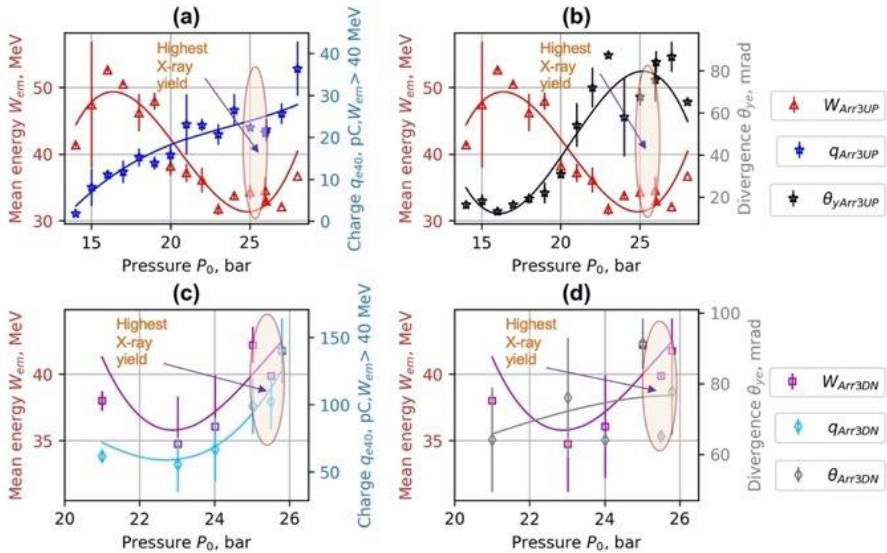 (a)
Mean energy W_em, MeV
50
40
30
15
20
25
Pressure P_0, bar
40
30
20
10
0
Charge q_e40, pC,W_em> 40 MeV
Highest
X-ray
yield
(b)
Mean energy W_em, MeV
50
40
30
15
20
25
Pressure P_0, bar
80
60
40
20
Divergence θ_ye, mrad
Highest
X-ray
yield
W_Arr3UP
q_Arr3UP
θ_yArr3UP
(c)
Mean energy W_em, MeV
40
35
20
22
24
26
Pressure P_0, bar
150
100
50
Charge q_e40, pC,W_em> 40 MeV
Highest
X-ray
yield
(d)
Mean energy W_em, MeV
40
35
20
22
24
26
Pressure P_0, bar
100
80
60
Divergence θ_ye, mrad
Highest
X-ray
yield
W_Arr3DN
q_Arr3DN
θ_Arr3DN